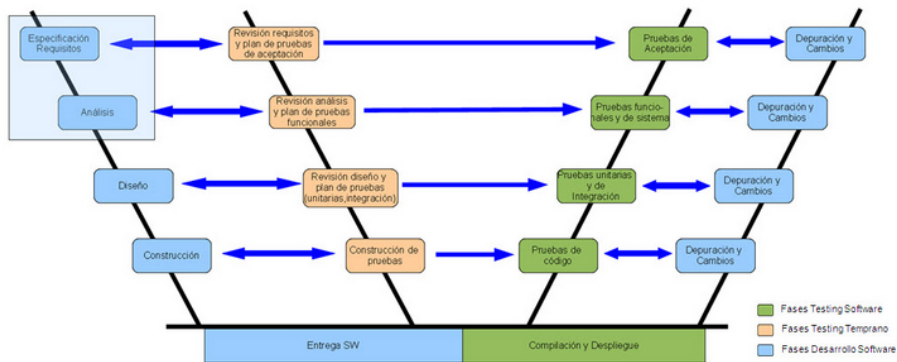 Especificación
Requisitos
Revisión requisitos
y plan de pruebas
de aceptación
Pruebas de
Aceptación
Depuración y
Cambios
Análisis
Revisión análisis
y plan de pruebas
funcionales
Pruebas funcio-
nales y de sistema
Depuración y
Cambios
Diseño
Revisión diseño y
plan de pruebas
(unitarias,integración)
Pruebas unitarias
y de
Integración
Depuración y
Cambios
Construcción
Construcción de
pruebas
Pruebas de
código
Depuración y
Cambios
Entrega SW
Compilación y Despliegue
Fases Testing Software
Fases Testing Temprano
Fases Desarrollo Software